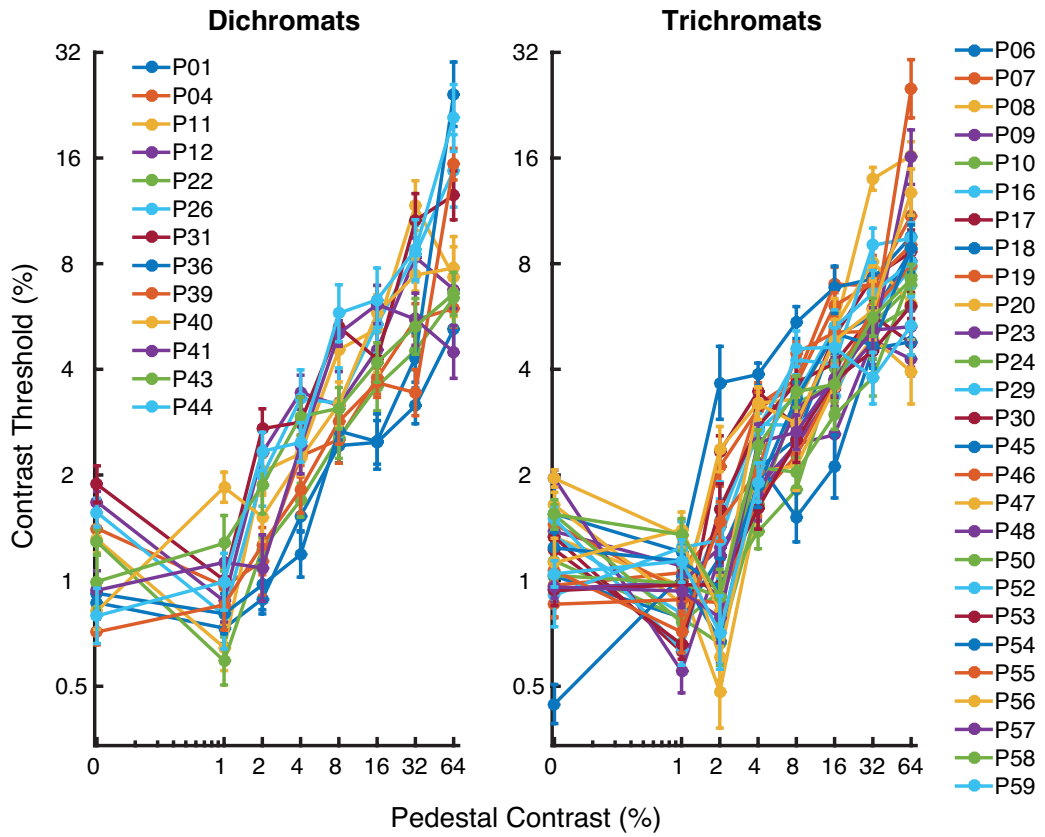 Dichromats
Trichromats
Contrast Threshold (%)
32
16
8
4
2
1
0.5
P01
P04
P11
P12
P22
P26
P31
P36
P39
P40
P41
P43
P44
0 1 2 4 8 16 32 64
32
16
8
4
2
1
0.5
0 1 2 4 8 16 32 64
P06
P07
P08
P09
P10
P16
P17
P18
P19
P20
P23
P24
P29
P30
P45
P46
P47
P48
P50
P52
P53
P54
P55
P56
P57
P58
P59
Pedestal Contrast (%)